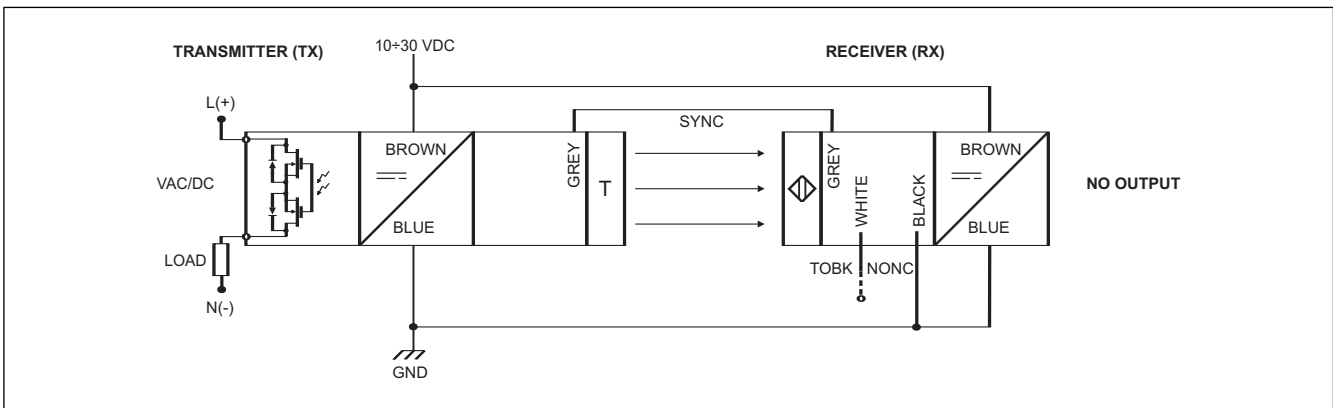 TRANSMITTER (TX)
10÷30 VDC
RECEIVER (RX)
L(+)
SYNC
VAC/DC
BROWN
BLUE
GREY
T
GREY
WHITE
BLACK
BROWN
BLUE
NO OUTPUT
LOAD
TOBK
NONC
N(-)
GND